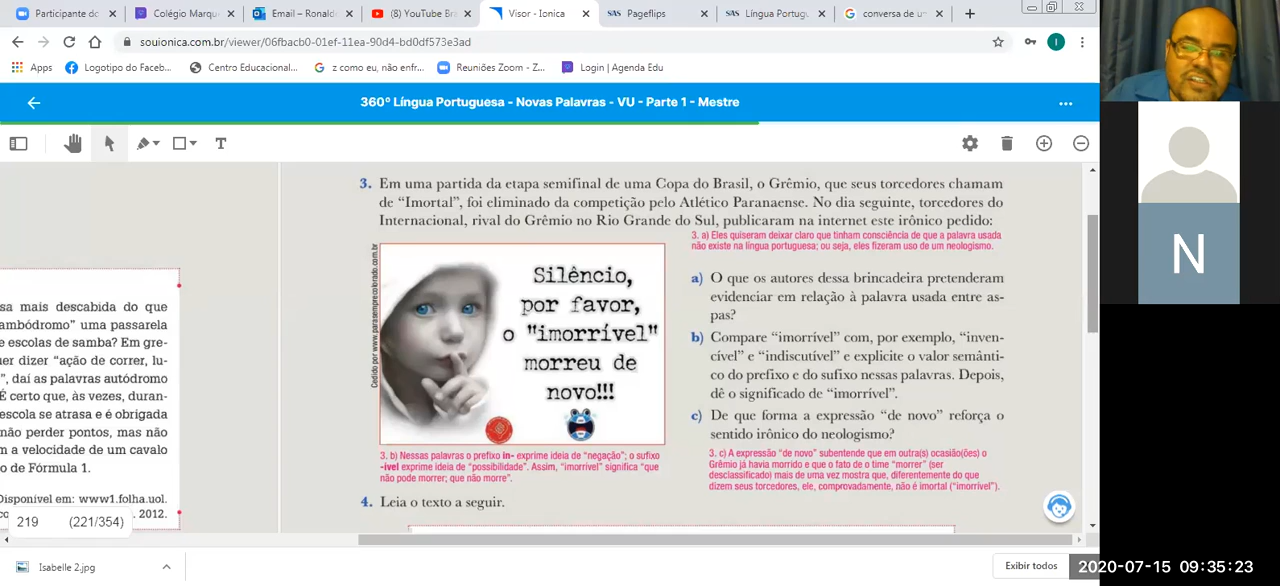 Participante do
Colégio Marqu
Email – Ronald
(8) YouTube Br
Visor - Ionica
SAS Pageflips
SAS Língua Portugu
conversa de u
souionica.com.br/viewer/06fbacb0-01ef-11ea-90d4-bd0df573e3ad
Apps
Logotipo do Faceb...
Centro Educacional...
z como eu, não enfr...
Reuniões Zoom - Z...
Login | Agenda Edu
360º Língua Portuguesa - Novas Palavras - VU - Parte 1 - Mestre
sa mais descabida do que
ambódromo” uma passarela
e escolas de samba? Em gre-
uer dizer “ação de correr, lu-
”, daí as palavras autódromo
É certo que, às vezes, duran-
escola se atrasa e é obrigada
não perder pontos, mas não
m a velocidade de um cavalo
o de Fórmula 1.
Disponível em: www1.folha.uol.
. 2012.
219 (221/354)
3. Em uma partida da etapa semifinal de uma Copa do Brasil, o Grêmio, que seus torcedores chamam
de “Imortal”, foi eliminado da competição pelo Atlético Paranaense. No dia seguinte, torcedores do
Internacional, rival do Grêmio no Rio Grande do Sul, publicaram na internet este irônico pedido:
3. a) Eles quiseram deixar claro que tinham consciência de que a palavra usada
não existe na língua portuguesa; ou seja, eles fizeram uso de um neologismo.
Cedido por www.parasemprecolorado.com.br
Silêncio,
por favor,
o "imorrível"
morreu de
novo!!!
a) O que os autores dessa brincadeira pretenderam
evidenciar em relação à palavra usada entre as-
pas?
b) Compare “imorrível” com, por exemplo, “inven-
cível” e “indiscutível” e explicite o valor semânti-
co do prefixo e do sufixo nessas palavras. Depois,
dê o significado de “imorrível”.
c) De que forma a expressão “de novo” reforça o
sentido irônico do neologismo?
3. b) Nessas palavras o prefixo in- exprime ideia de “negação”; o sufixo
-ível exprime ideia de “possibilidade”. Assim, “imorrível” significa “que
não pode morrer; que não morre”.
3. c) A expressão “de novo” subentende que em outra(s) ocasião(ões) o
Grêmio já havia morrido e que o fato de o time “morrer” (ser
desclassificado) mais de uma vez mostra que, diferentemente do que
dizem seus torcedores, ele, comprovadamente, não é imortal (“imorrível”).
4. Leia o texto a seguir.
Isabelle 2.jpg
Exibir todos
N
2020-07-15 09:35:23